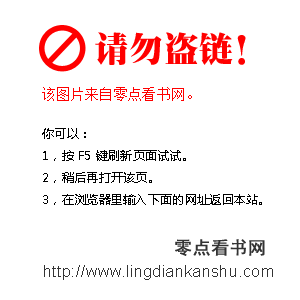 请勿盗链!
该图片来自零点看书网。
你可以：
1，按 F5 键刷新页面试试。
2，稍后再打开该页。
3，在浏览器里输入下面的网址返回本站。
零点看书网
http://www.lingdiankanshu.com